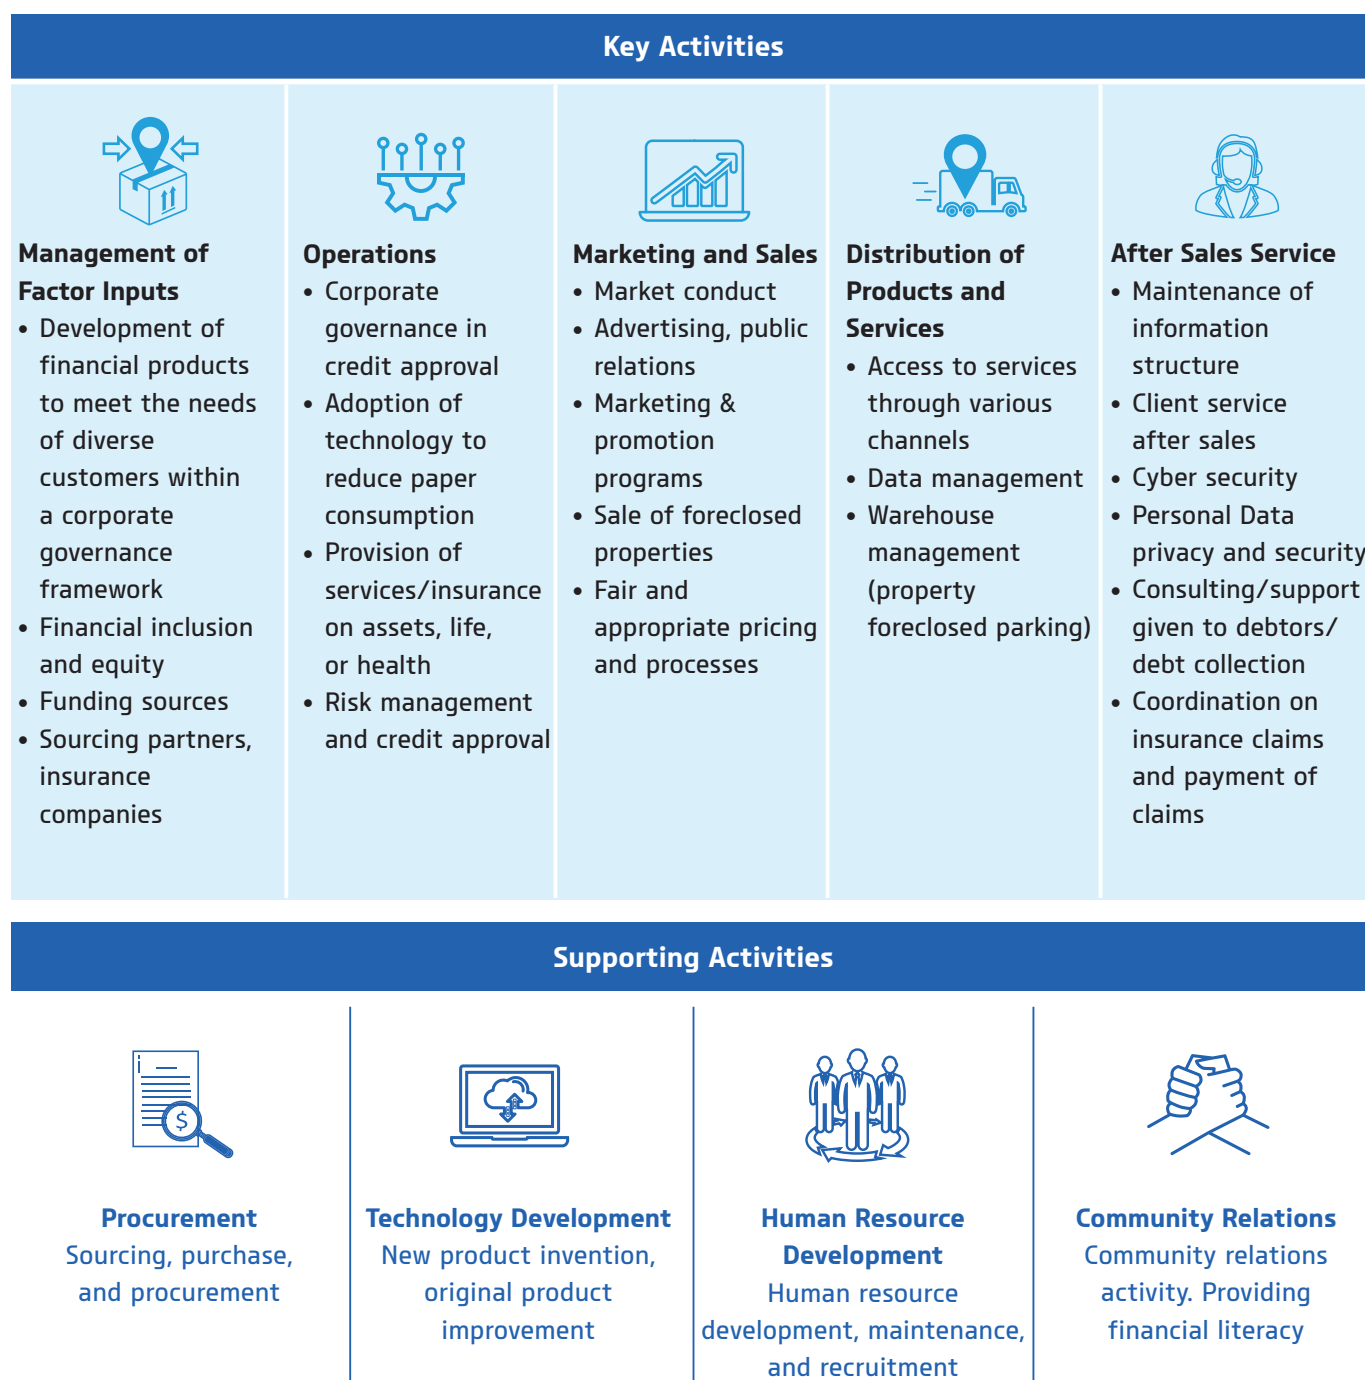 Key Activities
Management of
Factor Inputs
• Development of
financial products
to meet the needs
of diverse
customers within
a corporate
governance
framework
• Financial inclusion
and equity
• Funding sources
• Sourcing partners,
insurance
companies
Operations
• Corporate
governance in
credit approval
• Adoption of
technology to
reduce paper
consumption
• Provision of
services/insurance
on assets, life,
or health
• Risk management
and credit approval
Marketing and Sales
• Market conduct
• Advertising, public
relations
• Marketing &
promotion
programs
• Sale of foreclosed
properties
• Fair and
appropriate pricing
and processes
Distribution of
Products and
Services
• Access to services
through various
channels
• Data management
• Warehouse
management
(property
foreclosed parking)
After Sales Service
• Maintenance of
information
structure
• Client service
after sales
• Cyber security
• Personal Data
privacy and security
• Consulting/support
given to debtors/
debt collection
• Coordination on
insurance claims
and payment of
claims
Supporting Activities
$
Procurement
Sourcing, purchase,
and procurement
Technology Development
New product invention,
original product
improvement
Human Resource
Development
Human resource
development, maintenance,
and recruitment
Community Relations
Community relations
activity. Providing
financial literacy